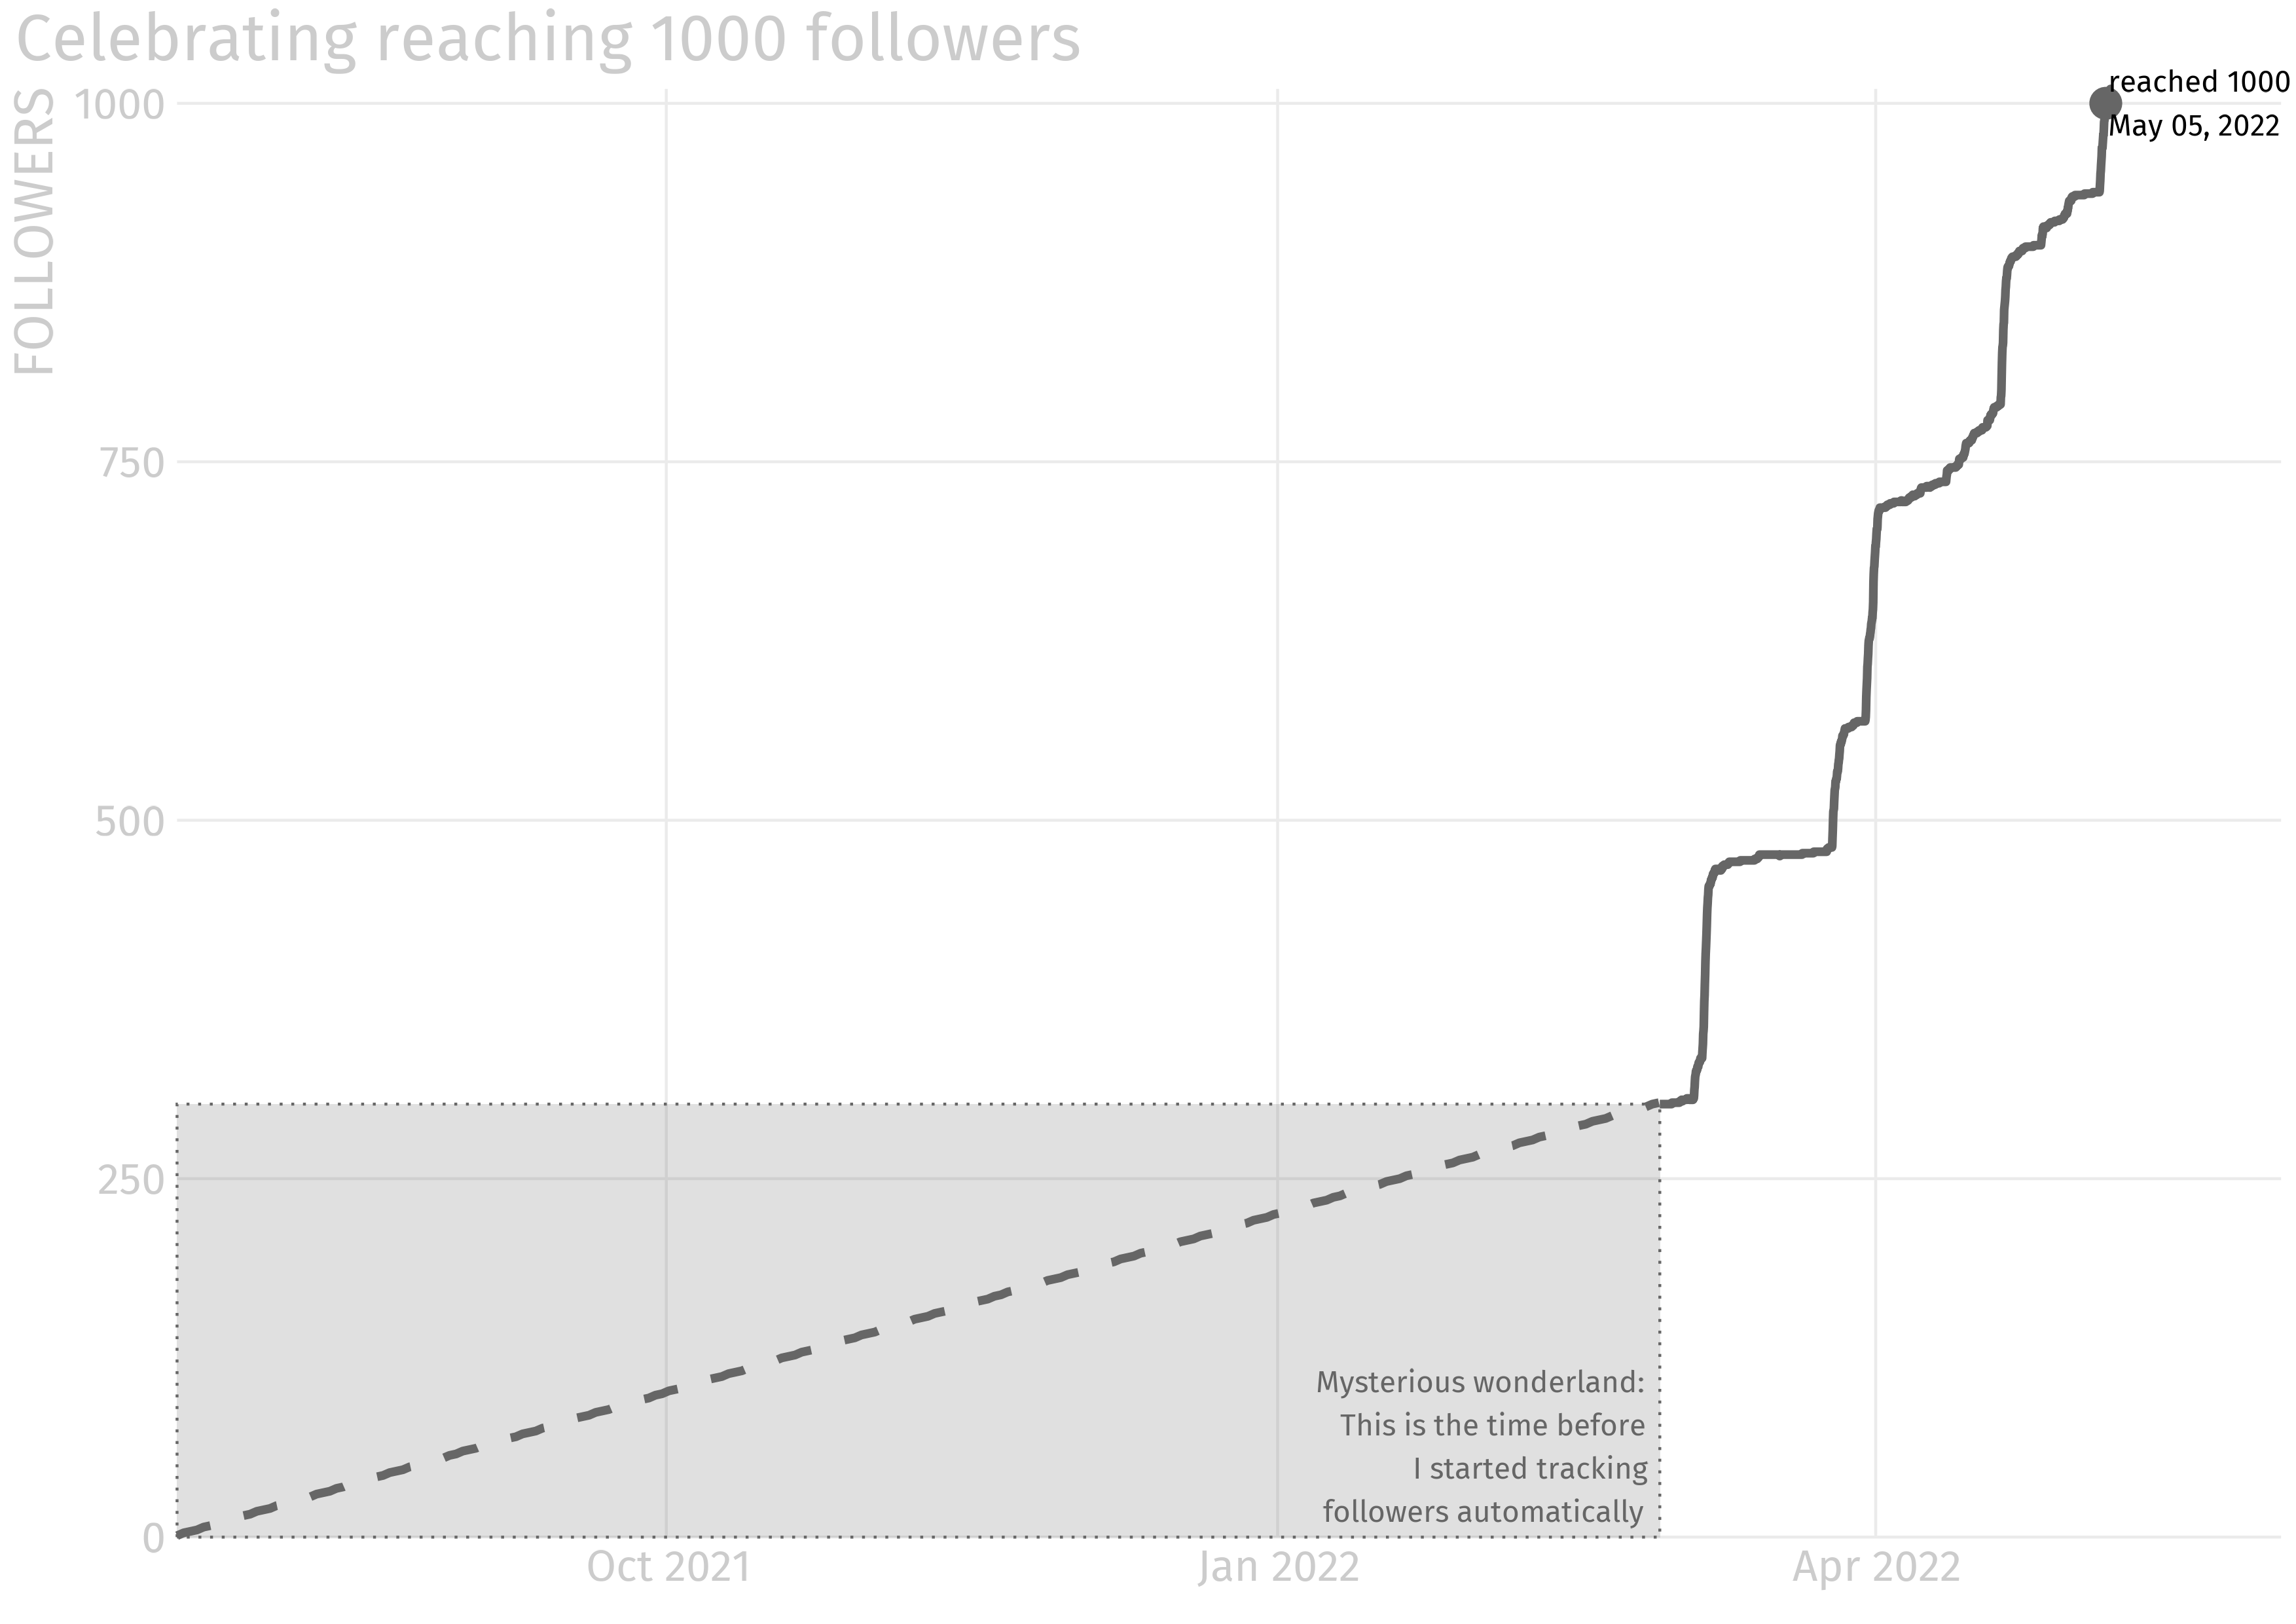 Celebrating reaching 1000 followers
FOLLOWERS
1000
750
500
250
0
reached 1000
May 05, 2022
Mysterious wonderland:
This is the time before
I started tracking
followers automatically
Oct 2021
Jan 2022
Apr 2022